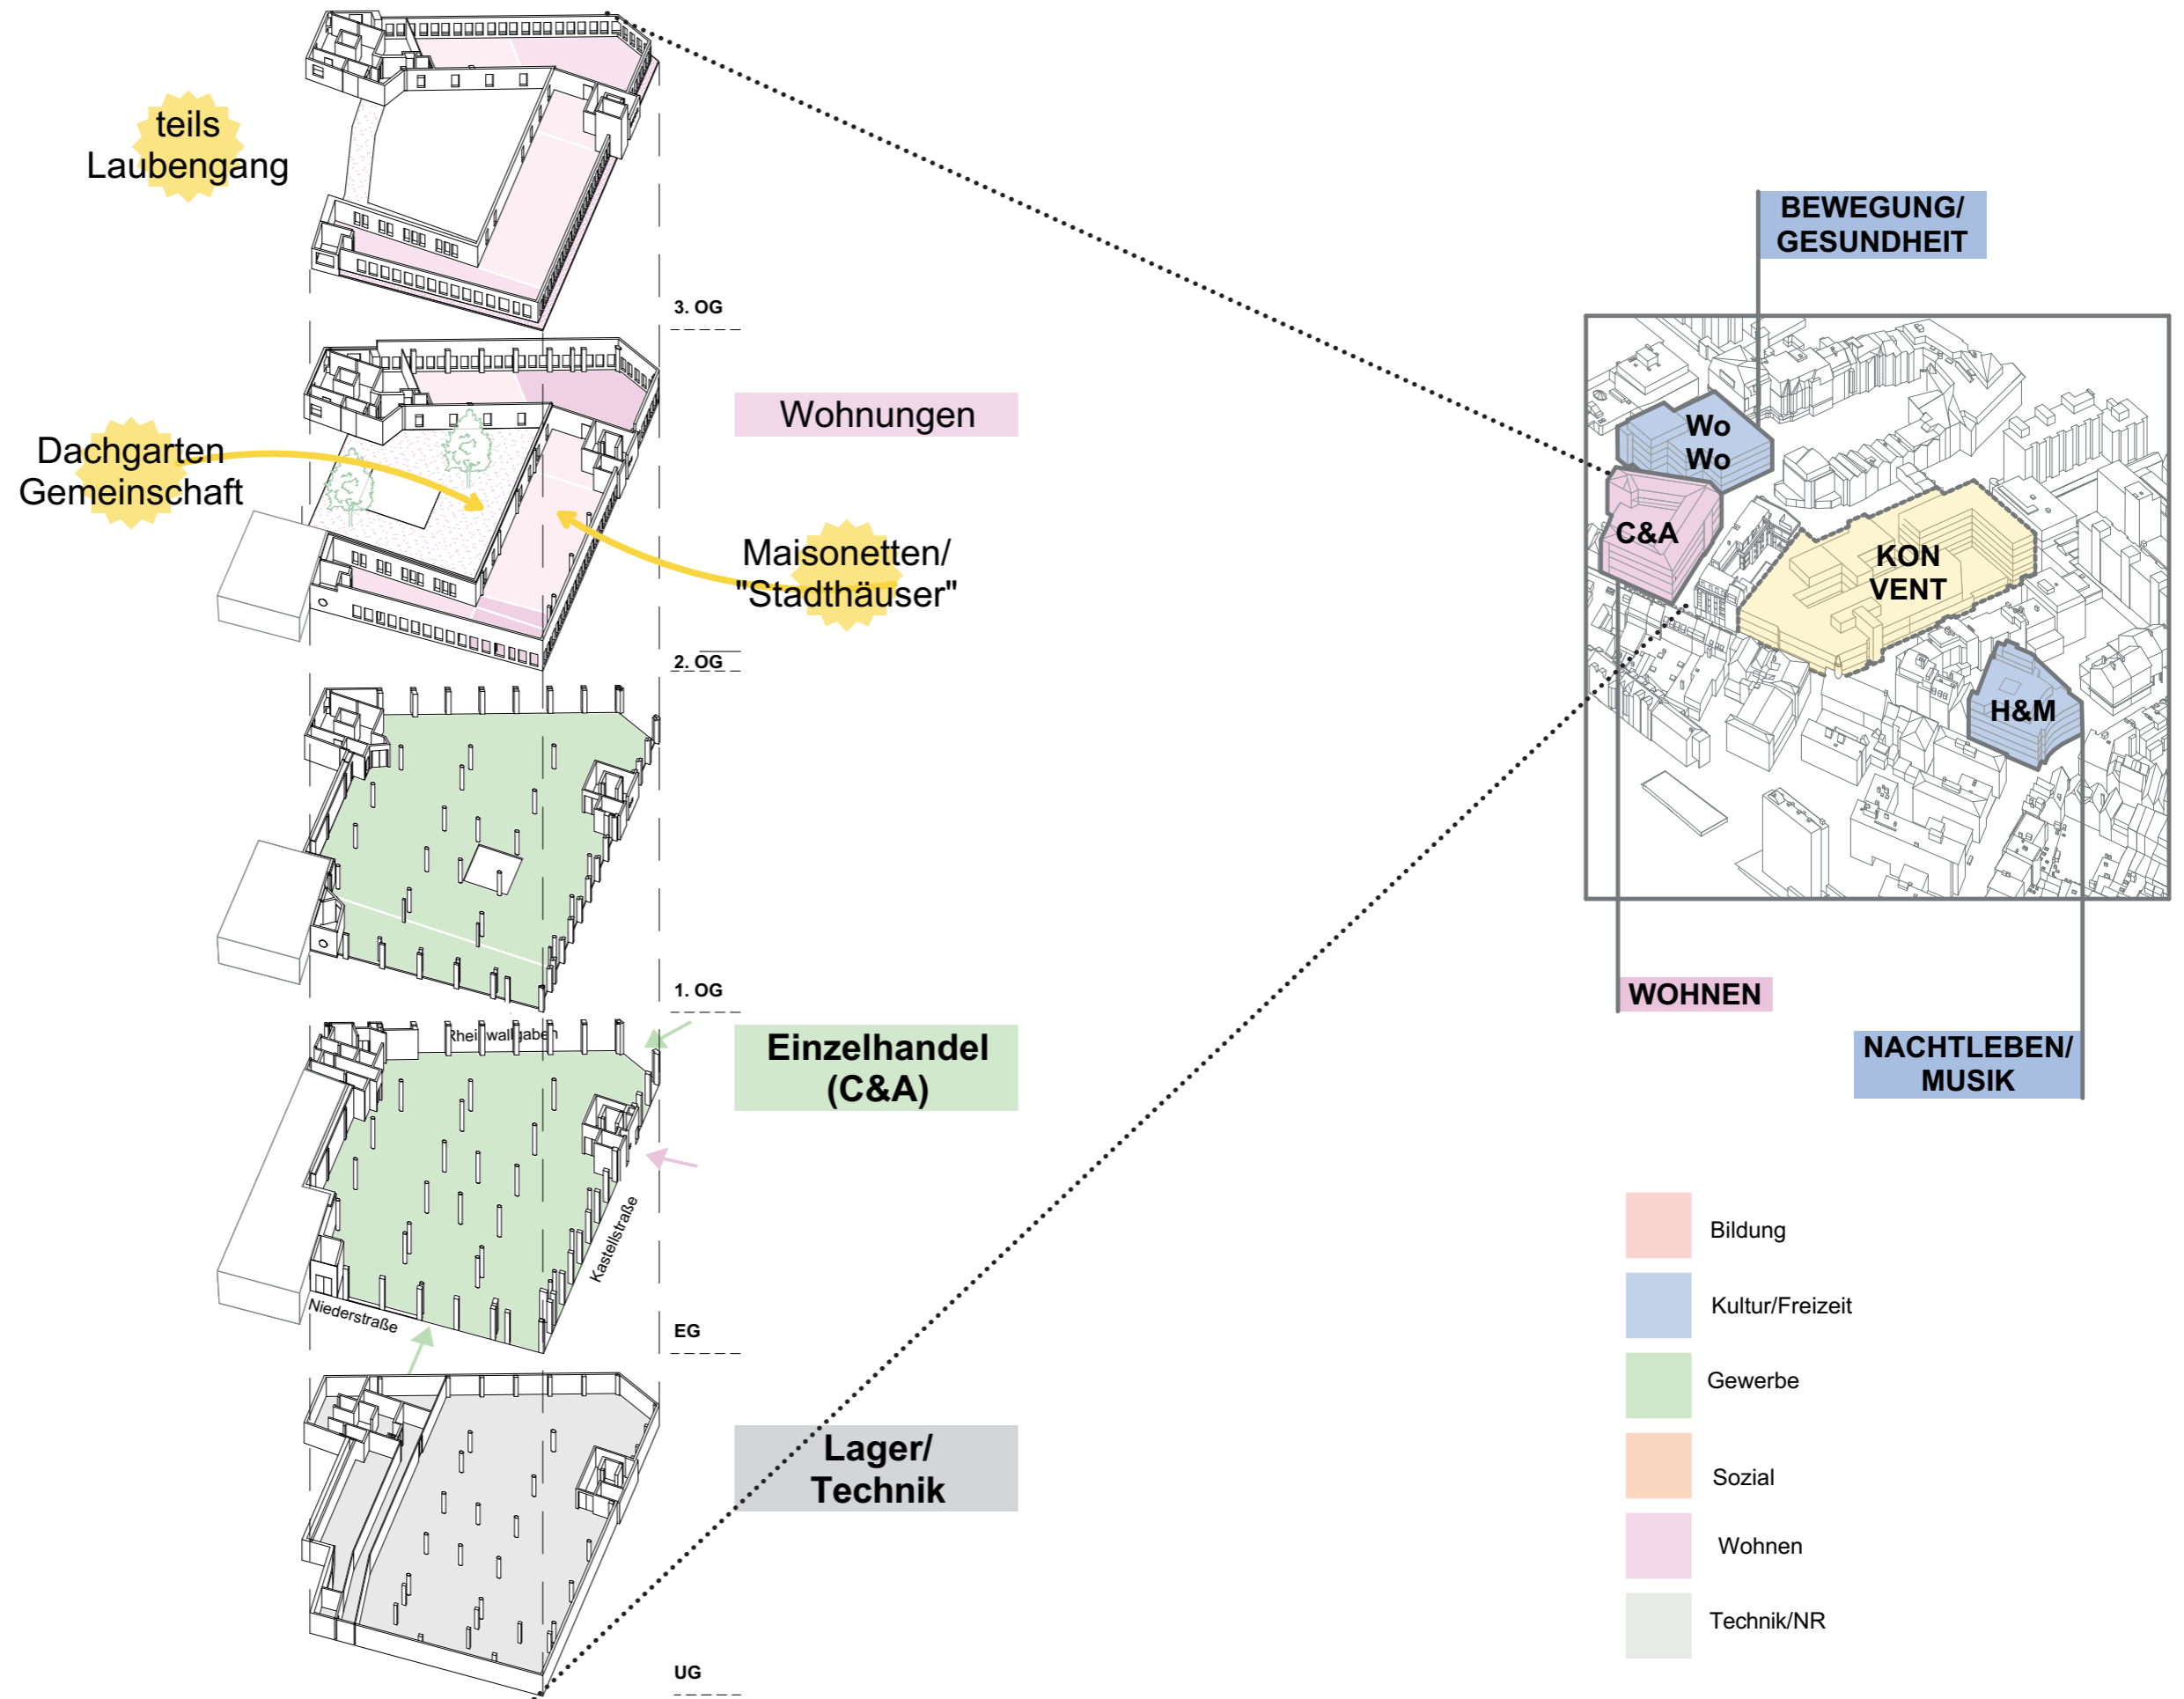 teils
Laubengang
3. OG
Wohnungen
Dachgarten
Gemeinschaft
Maisonetten/
"Stadthäuser"
2. OG
1. OG
Rheinwallgaben
Einzelhandel
(C&A)
Kastellstraße
Niederstraße
EG
Lager/
Technik
UG
BEWEGUNG/
GESUNDHEIT
Wo
Wo
C&A
KON
VENT
H&M
WOHNEN
NACHTLEBEN/
MUSIK
Bildung
Kultur/Freizeit
Gewerbe
Sozial
Wohnen
Technik/NR